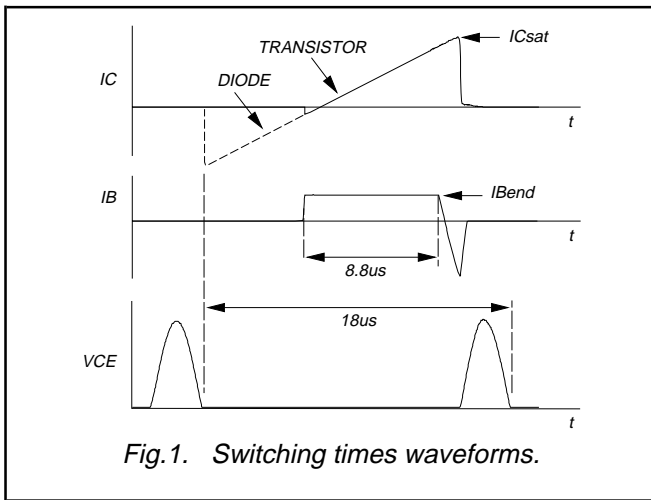 ICsat
TRANSISTOR
IC
DIODE
t
IB
IBend
t
8.8us
18us
VCE
t
Fig.1. Switching times waveforms.